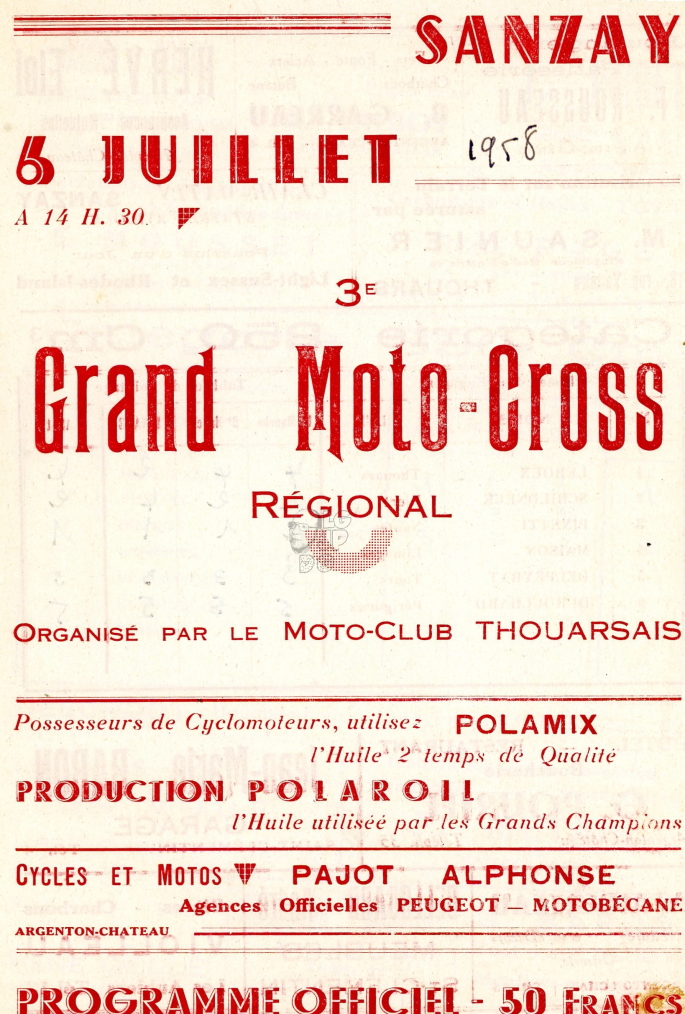 SANZAY
6 JUILLET
1958
A 14 H. 30.
3E
Grand Moto-Cross
RÉGIONAL
ORGANISÉ PAR LE MOTO-CLUB THOUARSAIS
Possesseurs de Cyclomoteurs, utilisez POLAMIX
l'Huile 2 temps de Qualité
PRODUCTION POLAROIL
l'Huile utiliséé par les Grands Champions
CYCLES ET MOTOS PAJOT ALPHONSE
Agences Officielles PEUGEOT — MOTOBÉCANE
ARGENTON-CHATEAU
PROGRAMME OFFICIEL - 50 FRANCS